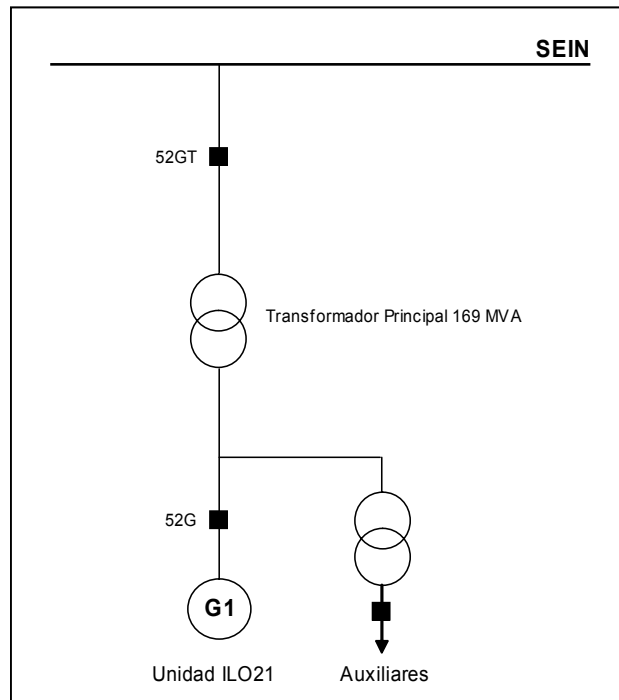 SEIN
52GT
Transformador Principal 169 MVA
52G
G1
Unidad ILO21
Auxiliares